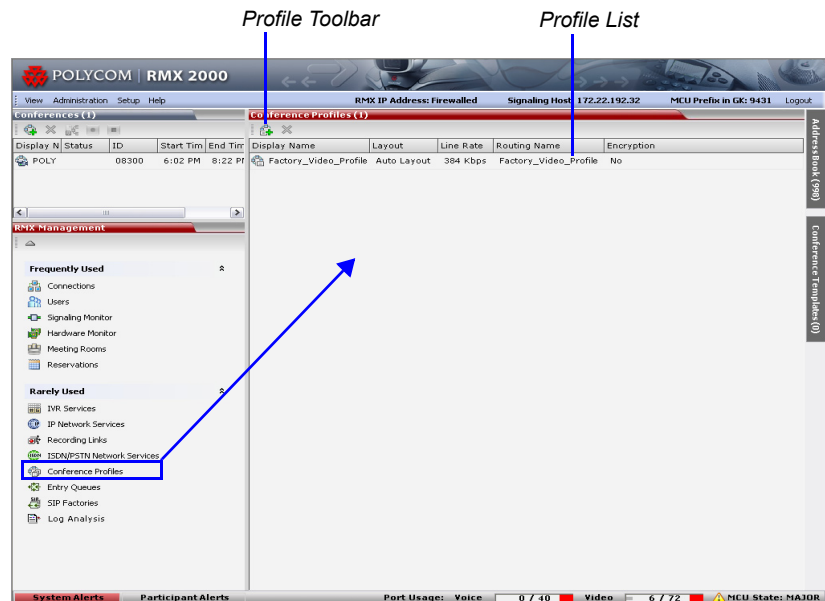 Profile Toolbar
Profile List
POLYCOM | RMX 2000
View Administration Setup Help
RMX IP Address: Firewalled
Signaling Host: 172.22.192.32
MCU Prefix in GK: 9431
Logout
Conferences (1)
Display N Status ID Start Tim End Tim
POLY 08300 6:02 PM 8:22 PM
Conference Profiles (1)
Display Name Layout Line Rate Routing Name Encryption
Factory_Video_Profile Auto Layout 384 Kbps Factory_Video_Profile No
Address Book (998)
Conference Templates (0)
RMX Management
Frequently Used
Connections
Users
Signaling Monitor
Hardware Monitor
Meeting Rooms
Reservations
Rarely Used
IVR Services
IP Network Services
Recording Links
ISDN/PSTN Network Services
Conference Profiles
Entry Queues
SIP Factories
Log Analysis
System Alerts
Participant Alerts
Port Usage: Voice 0 / 40 Video 6 / 72
MCU State: MAJOR